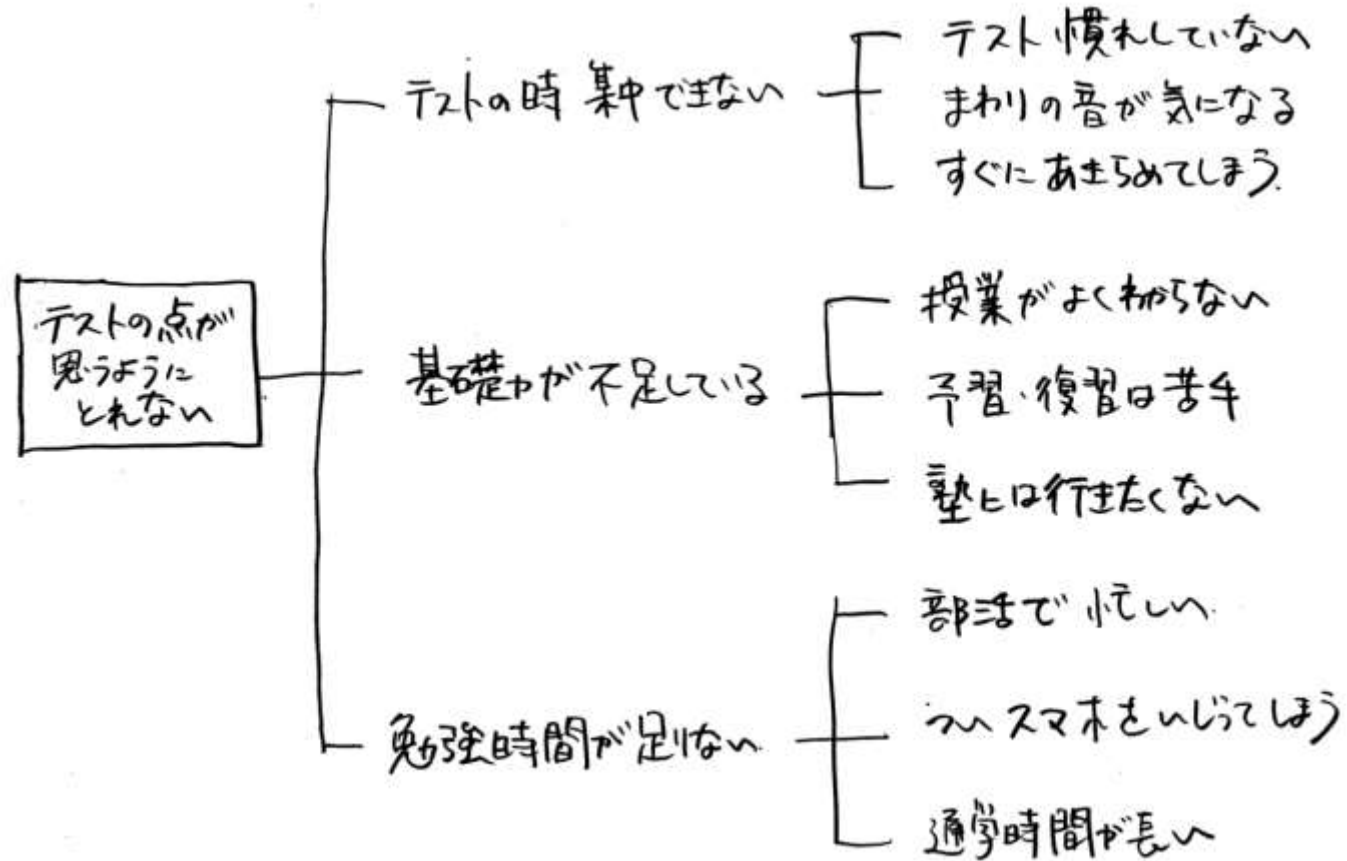 テストの点が
思うように
とれない
テストの時 集中できない
テスト慣れしていない
まわりの音が気になる
すぐにあきらめてしまう.
基礎力が不足している
授業がよくわからない
予習・復習は苦手
塾には行きたくない
勉強時間が足りない.
部活で忙しい.
ついスマホをいじってしまう
通学時間が長い